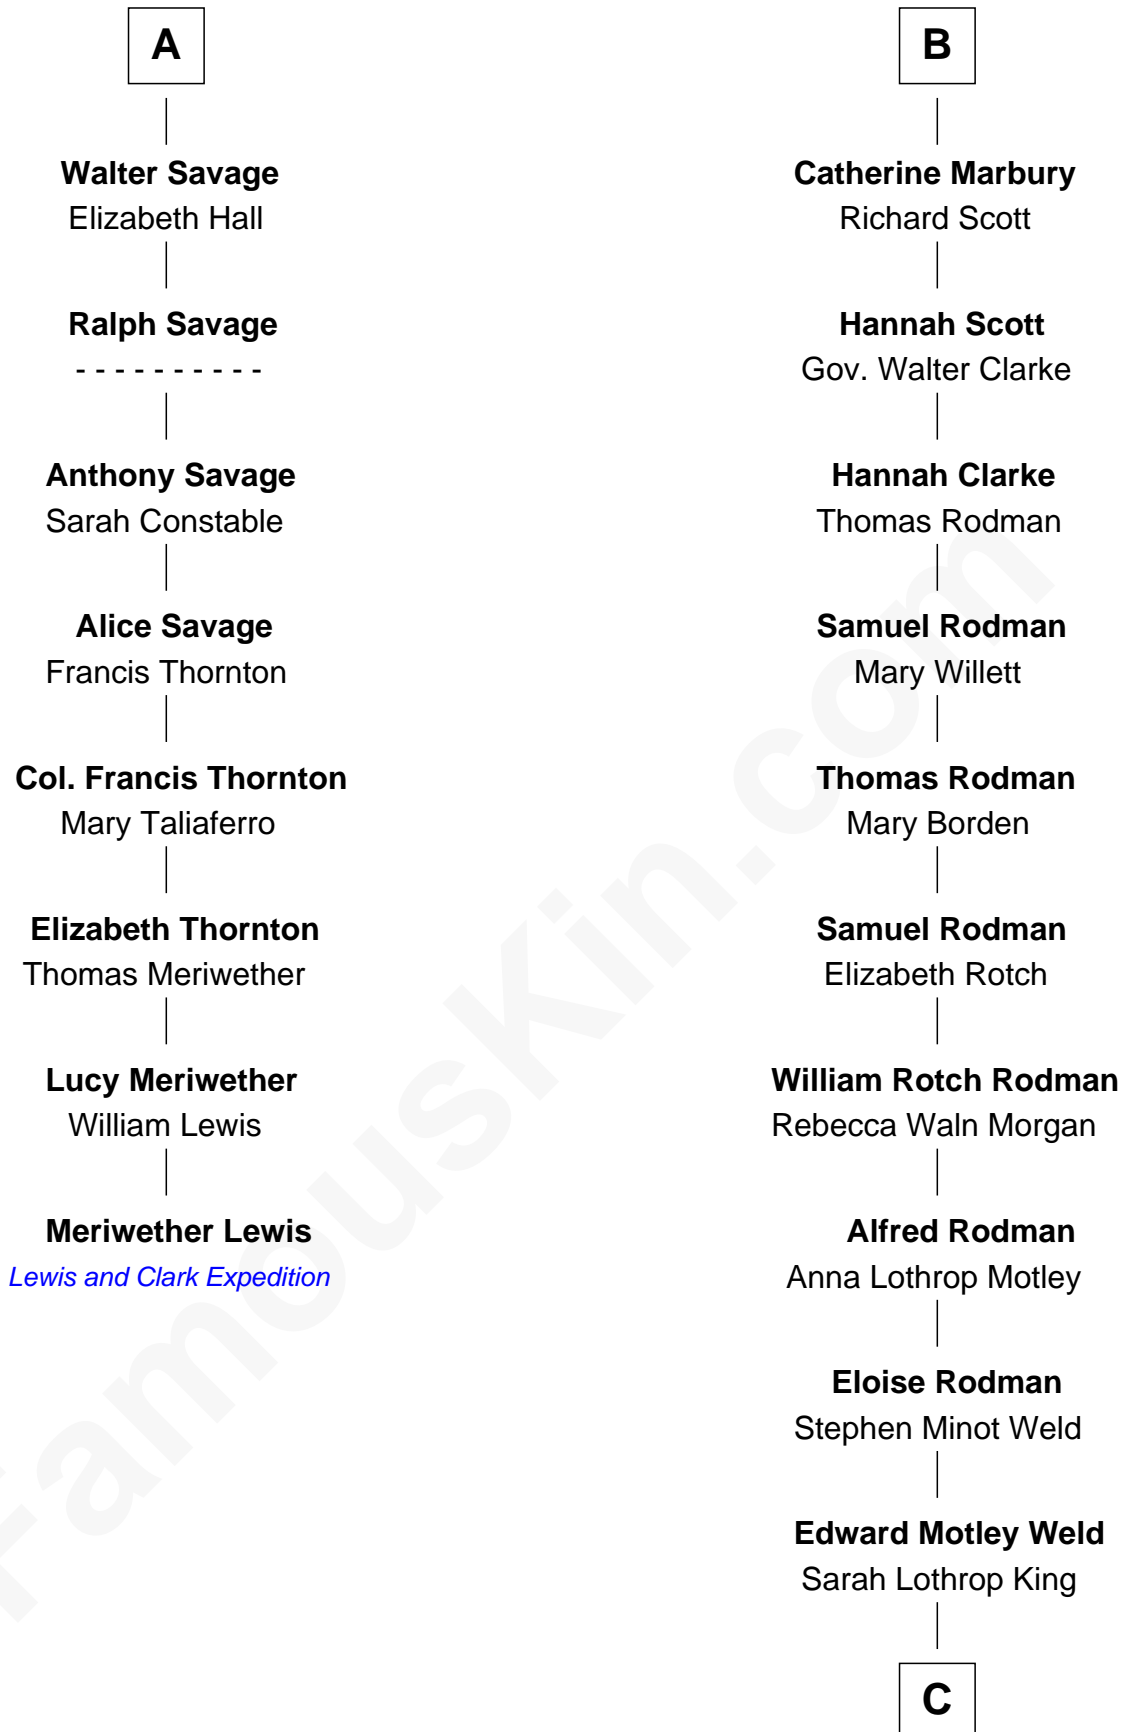 A
Walter Savage
Elizabeth Hall
Ralph Savage
- - - - - - - - - -
Anthony Savage
Sarah Constable
Alice Savage
Francis Thornton
Col. Francis Thornton
Mary Taliaferro
Elizabeth Thornton
Thomas Meriwether
Lucy Meriwether
William Lewis
Meriwether Lewis
Lewis and Clark Expedition
B
Catherine Marbury
Richard Scott
Hannah Scott
Gov. Walter Clarke
Hannah Clarke
Thomas Rodman
Samuel Rodman
Mary Willett
Thomas Rodman
Mary Borden
Samuel Rodman
Elizabeth Rotch
William Rotch Rodman
Rebecca Waln Morgan
Alfred Rodman
Anna Lothrop Motley
Eloise Rodman
Stephen Minot Weld
Edward Motley Weld
Sarah Lothrop King
C
FamousKin.com